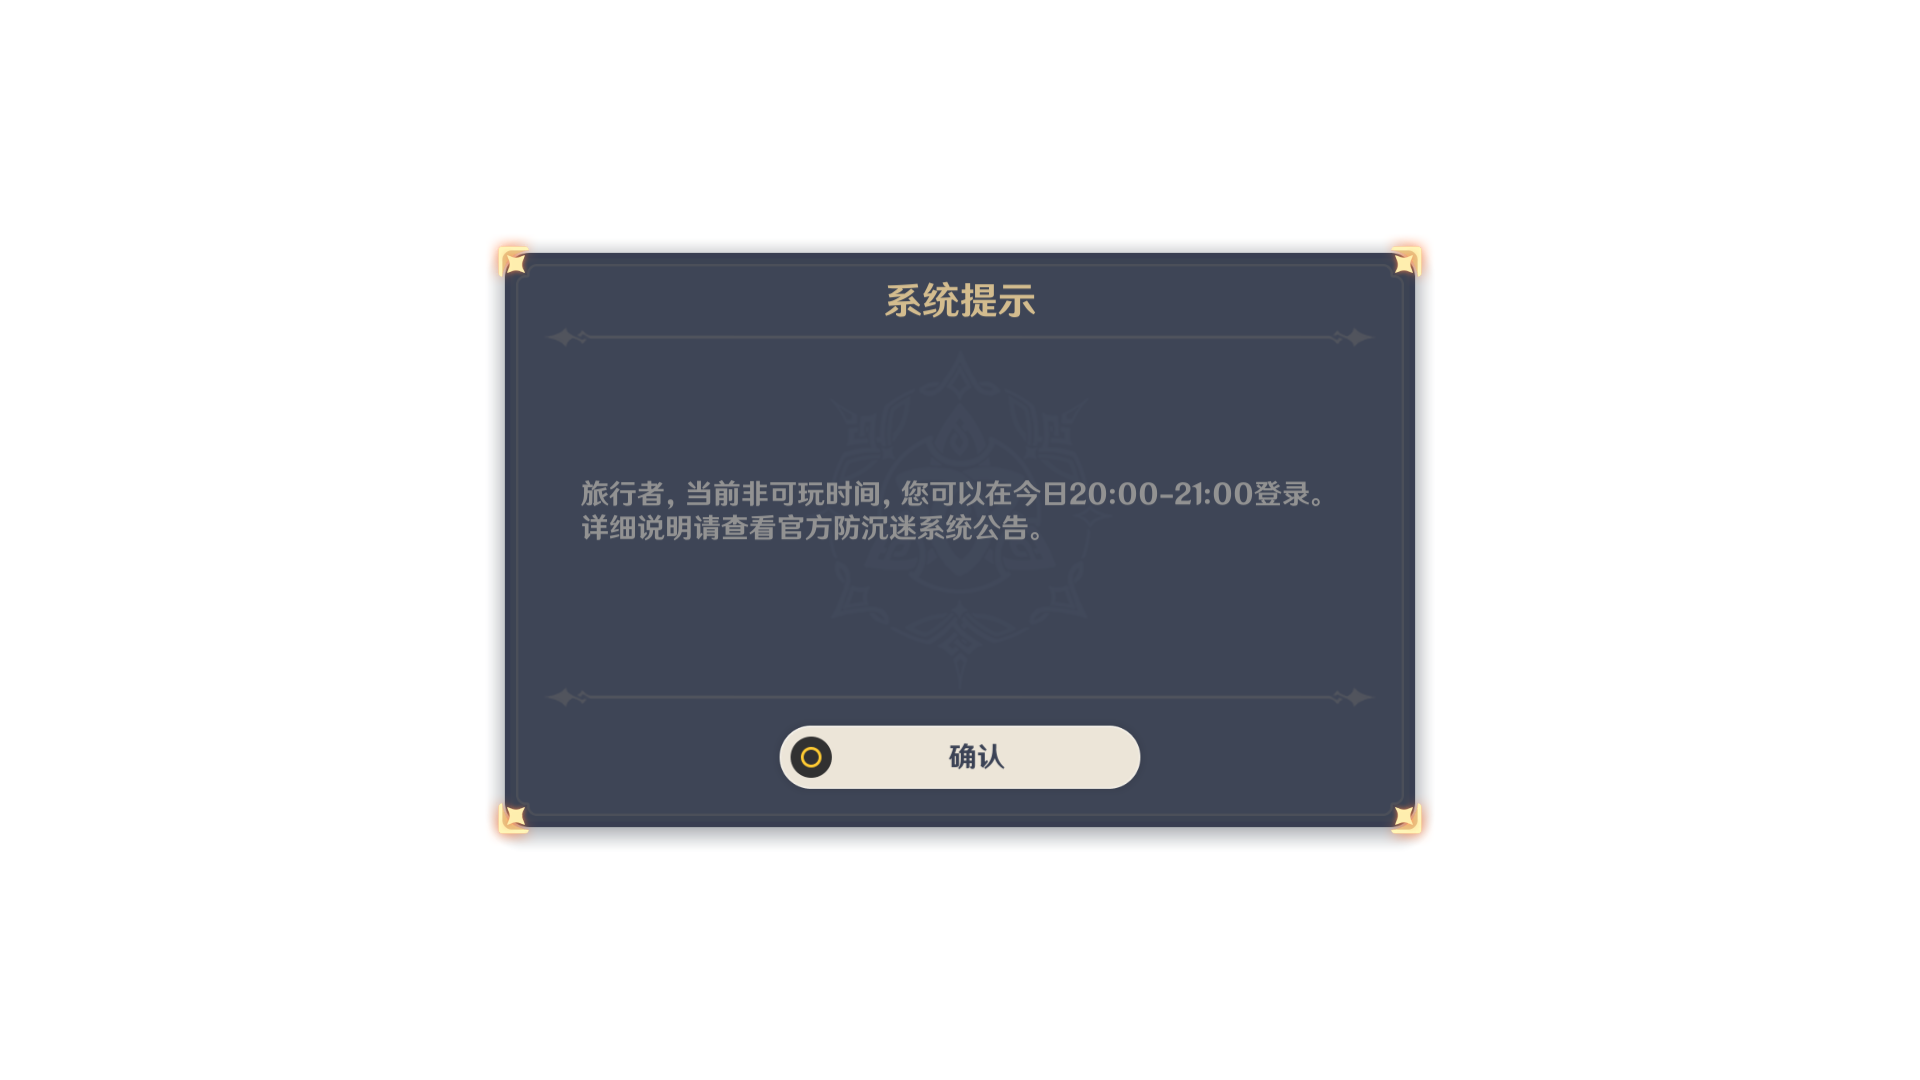 系统提示
旅行者，当前非可玩时间，您可以在今日20:00-21:00登录。
详细说明请查看官方防沉迷系统公告。
确认